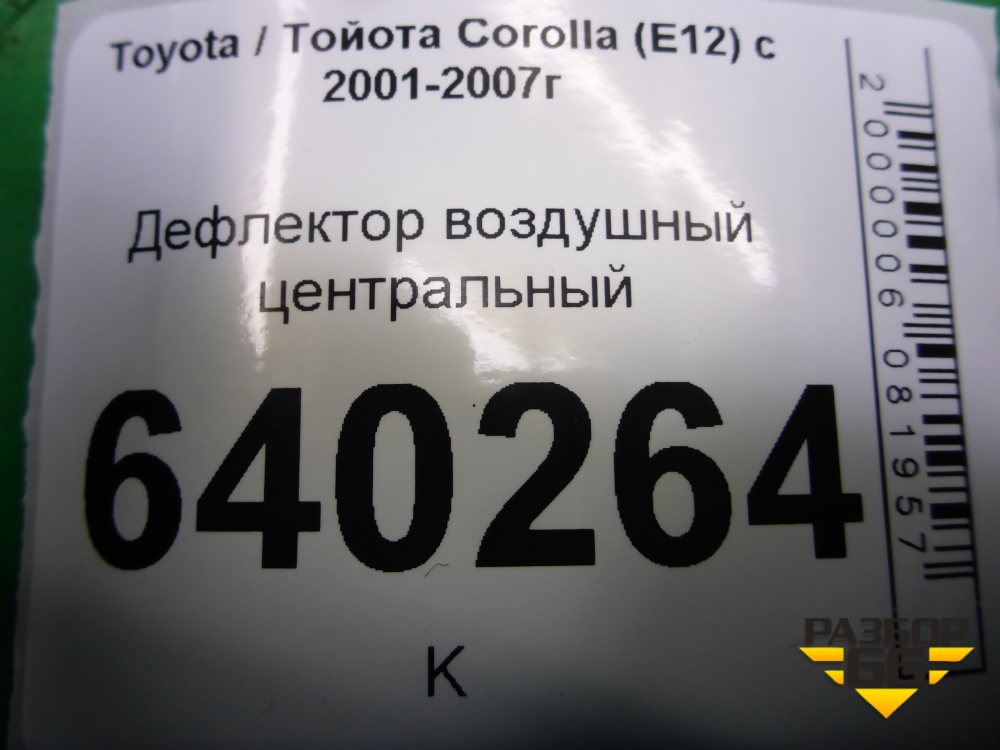 Toyota / Тойота Corolla (E12) с
2001-2007г
Дефлектор воздушный
центральный
640264
К
2000006081957
РАЗБОР
66